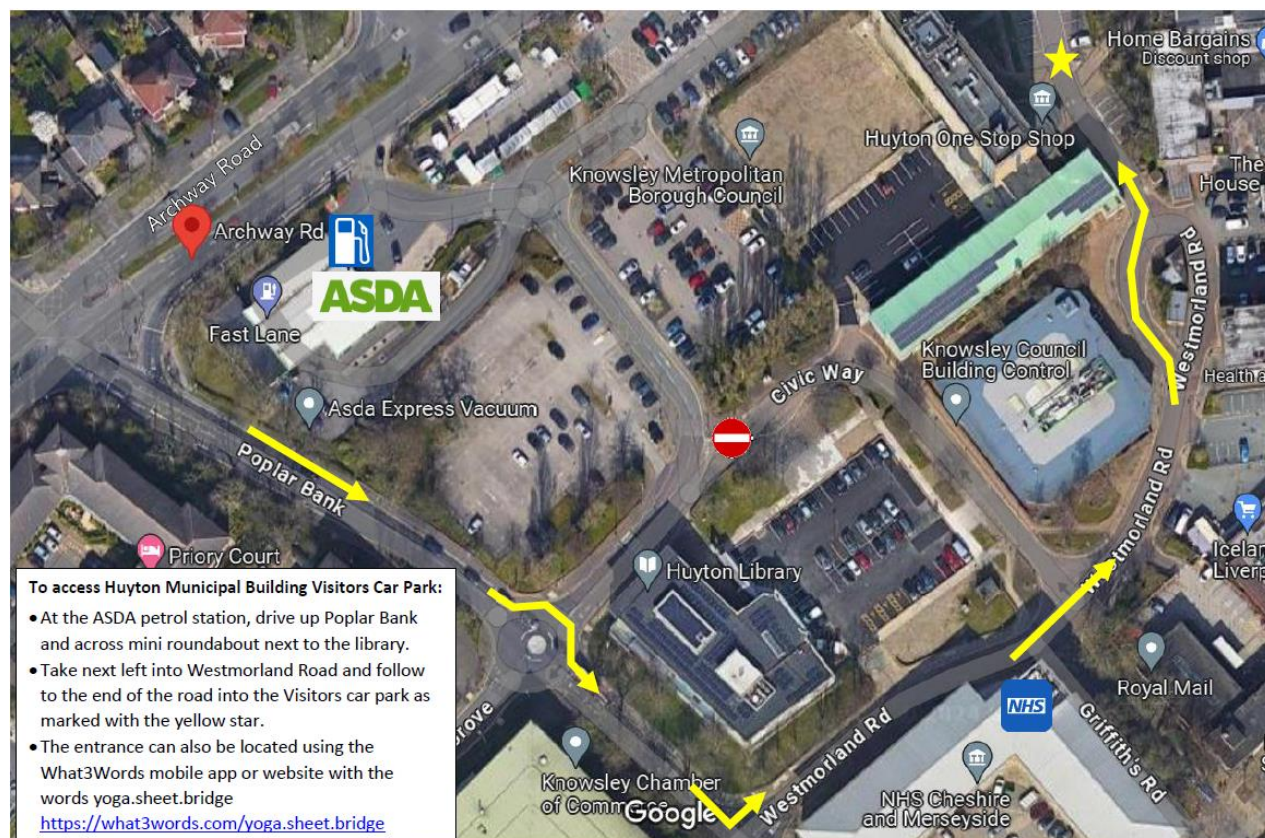 Home Bargains
Discount shop
Huyton One Stop Shop
Archway Road
Knowsley Metropolitan
Borough Council
The
House
Archway Rd
ASDA
Westmorland Rd
Fast Lane
Knowsley Council
Building Control
Civic Way
Asda Express Vacuum
Poplar Bank
Westmorland Rd
Priory Court
Huyton Library
To access Huyton Municipal Building Visitors Car Park:
• At the ASDA petrol station, drive up Poplar Bank
and across mini roundabout next to the library.
• Take next left into Westmorland Road and follow
to the end of the road into the Visitors car park as
marked with the yellow star.
• The entrance can also be located using the
What3Words mobile app or website with the
words yoga.sheet.bridge
https://what3words.com/yoga.sheet.bridge
Royal Mail
NHS
Griffith's Rd
Westmorland Rd
Knowsley Chamber
of Commerce
Google
NHS Cheshire
and Merseyside